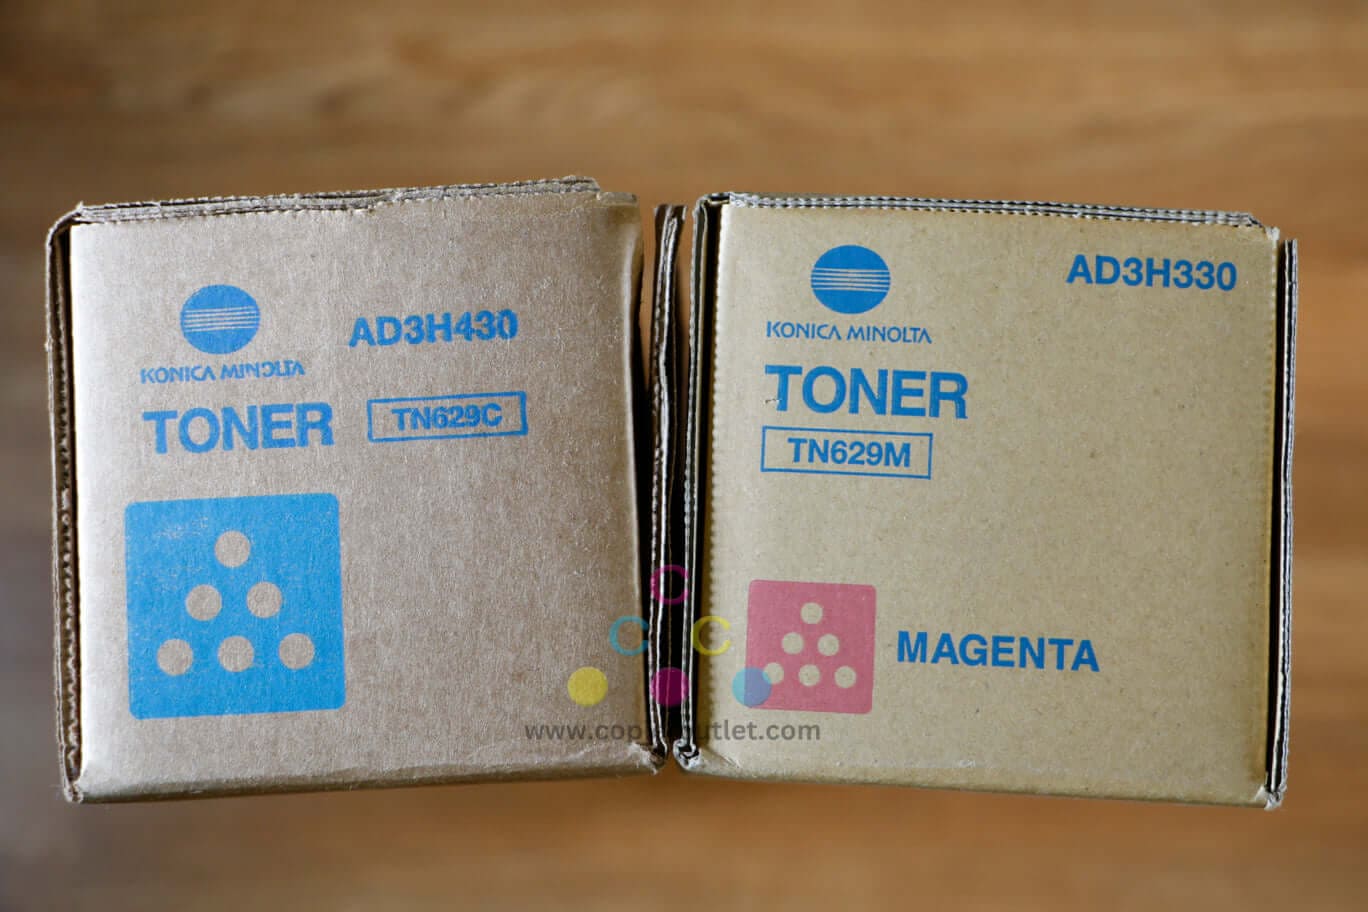 KONICA MINOLTA
AD3H430
TONER
TN629C
KONICA MINOLTA
AD3H330
TONER
TN629M
MAGENTA
C C C